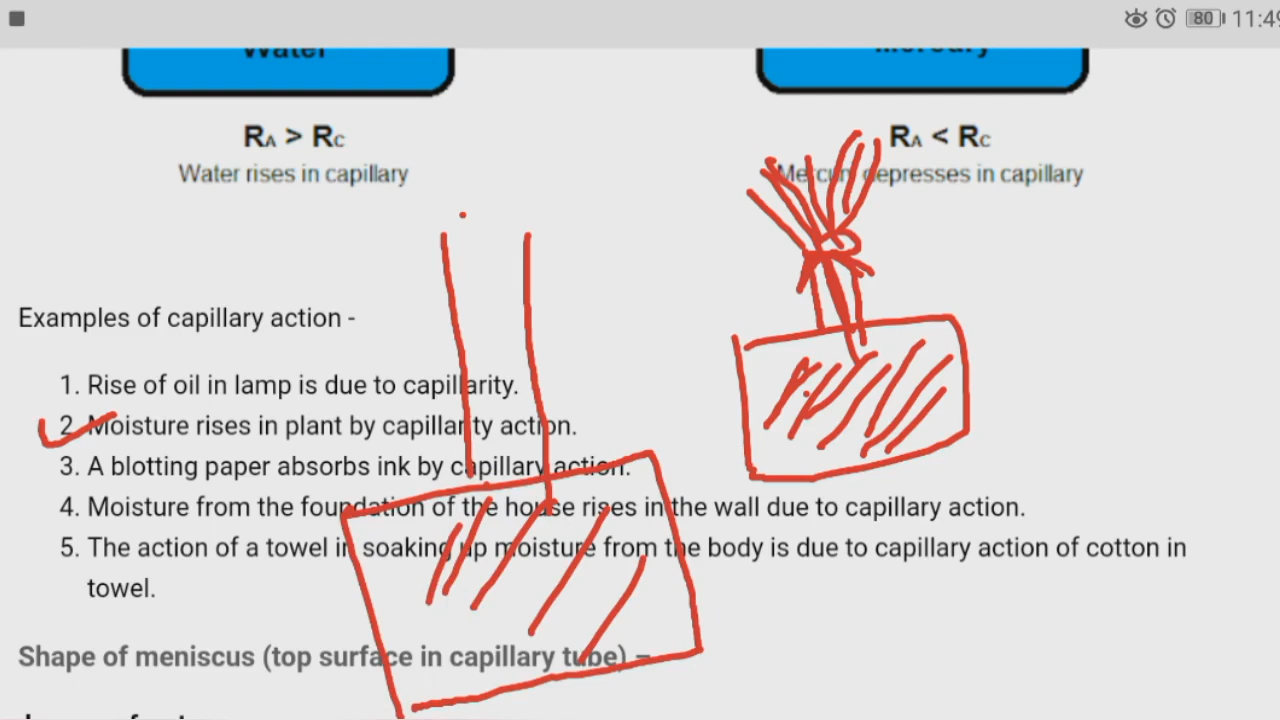 80 11:49
Water Mercury
RA > RC RA < RC
Water rises in capillary Mercury depresses in capillary
Examples of capillary action -
1. Rise of oil in lamp is due to capillarity.
2. Moisture rises in plant by capillarity action.
3. A blotting paper absorbs ink by capillary action.
4. Moisture from the foundation of the house rises in the wall due to capillary action.
5. The action of a towel in soaking up moisture from the body is due to capillary action of cotton in
towel.
Shape of meniscus (top surface in capillary tube) –